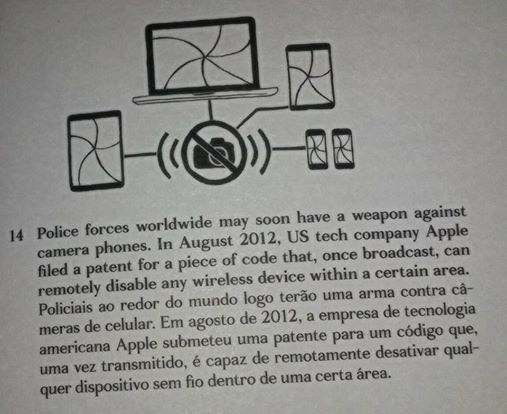 14 Police forces worldwide may soon have a weapon against
camera phones. In August 2012, US tech company Apple
filed a patent for a piece of code that, once broadcast, can
remotely disable any wireless device within a certain area.
Policiais ao redor do mundo logo terão uma arma contra câ-
meras de celular. Em agosto de 2012, a empresa de tecnologia
americana Apple submeteu uma patente para um código que,
uma vez transmitido, é capaz de remotamente desativar qual-
quer dispositivo sem fio dentro de uma certa área.